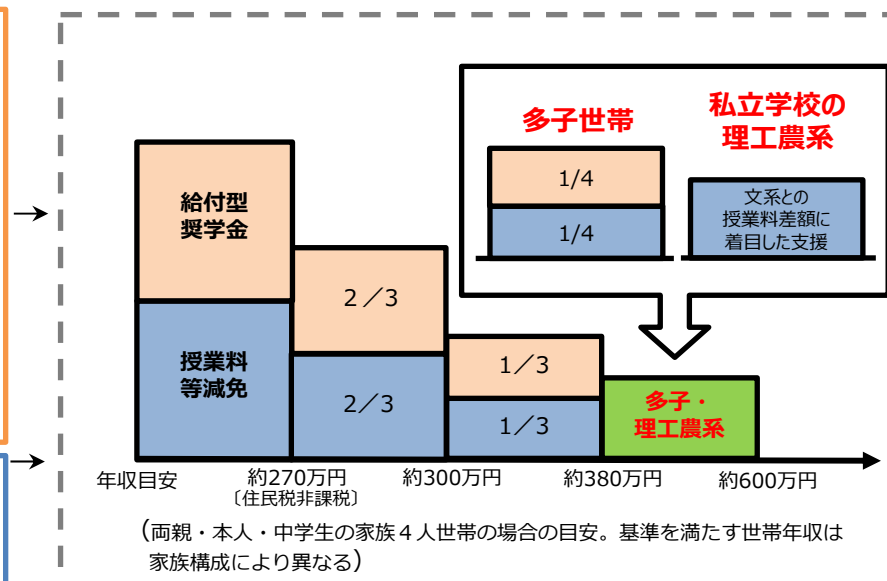 多子世帯
私立学校の
理工農系
1/4
1/4
文系との
授業料差額に
着目した支援
給付型
奨学金
授業料
等減免
２／3
2／3
1／3
1／3
多子・
理工農系
年収目安
約270万円
〔住民税非課税〕
約300万円
約380万円
約600万円
(両親・本人・中学生の家族４人世帯の場合の目安。基準を満たす世帯年収は
家族構成により異なる)